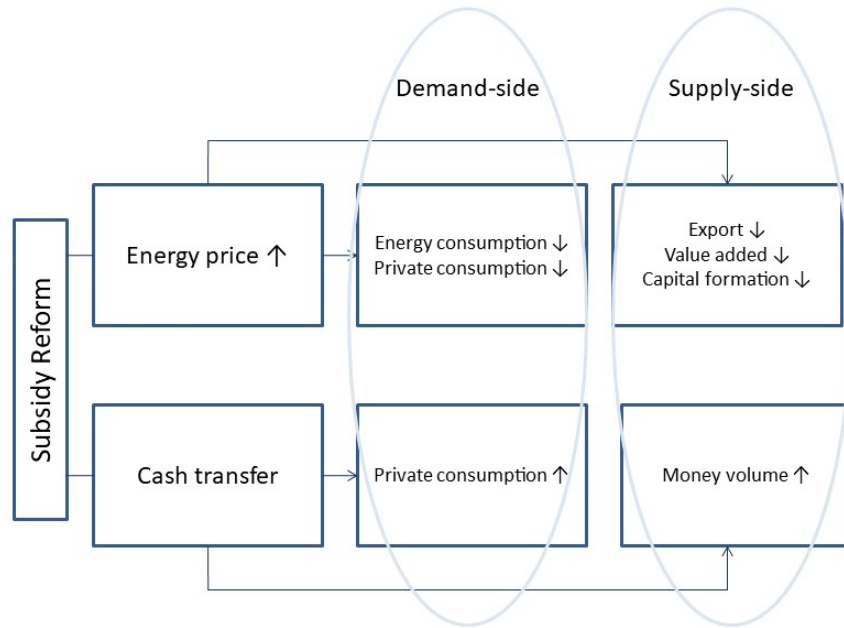 Demand-side
Supply-side
Subsidy Reform
Energy price ↑
Energy consumption ↓
Private consumption ↓
Export ↓
Value added ↓
Capital formation ↓
Cash transfer
Private consumption ↑
Money volume ↑